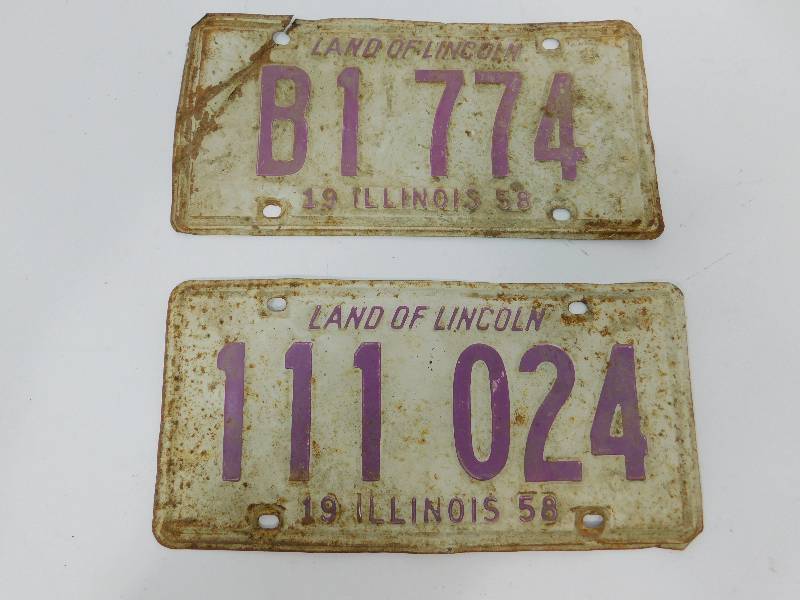 LAND OF LINCOLN
B1 774
19 ILLINOIS 58
LAND OF LINCOLN
111 024
19 ILLINOIS 58